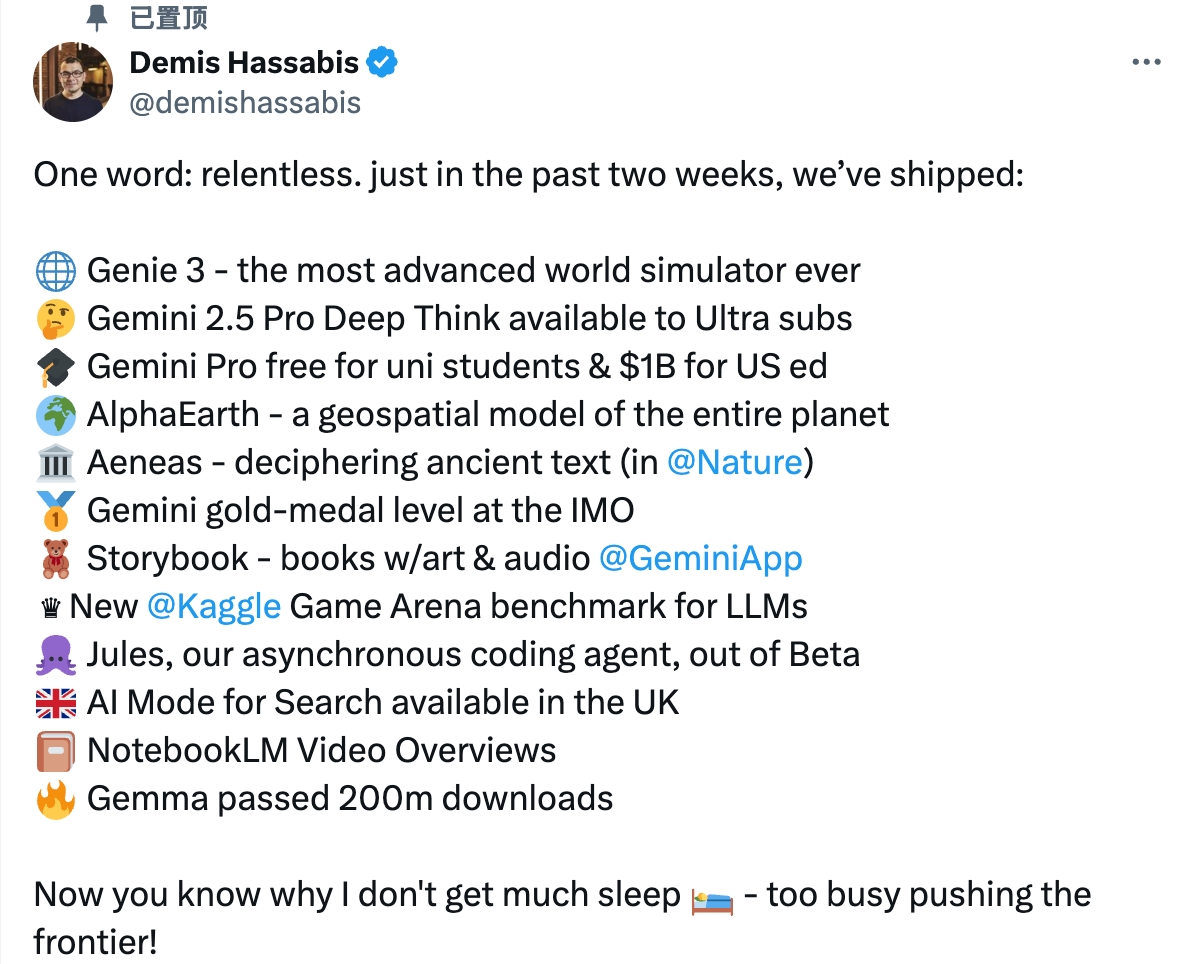 已置顶
Demis Hassabis
@demishassabis
One word: relentless. just in the past two weeks, we’ve shipped:
🌐 Genie 3 - the most advanced world simulator ever
🤔 Gemini 2.5 Pro Deep Think available to Ultra subs
🎓 Gemini Pro free for uni students & $1B for US ed
🌍 AlphaEarth - a geospatial model of the entire planet
🏛️ Aeneas - deciphering ancient text (in @Nature)
🥇 Gemini gold-medal level at the IMO
🧸 Storybook - books w/art & audio @GeminiApp
♛ New @Kaggle Game Arena benchmark for LLMs
🐙 Jules, our asynchronous coding agent, out of Beta
🇬🇧 AI Mode for Search available in the UK
📔 NotebookLM Video Overviews
🔥 Gemma passed 200m downloads
Now you know why I don't get much sleep 🛌 - too busy pushing the
frontier!